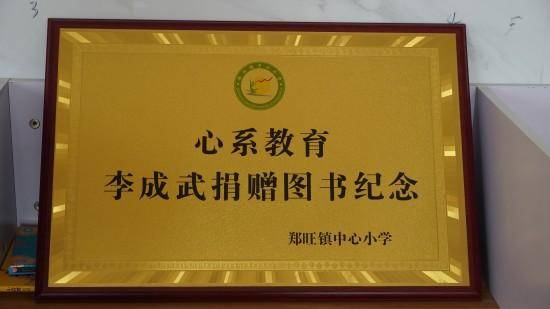 心系教育
李成武捐赠图书纪念
郑旺镇中心小学